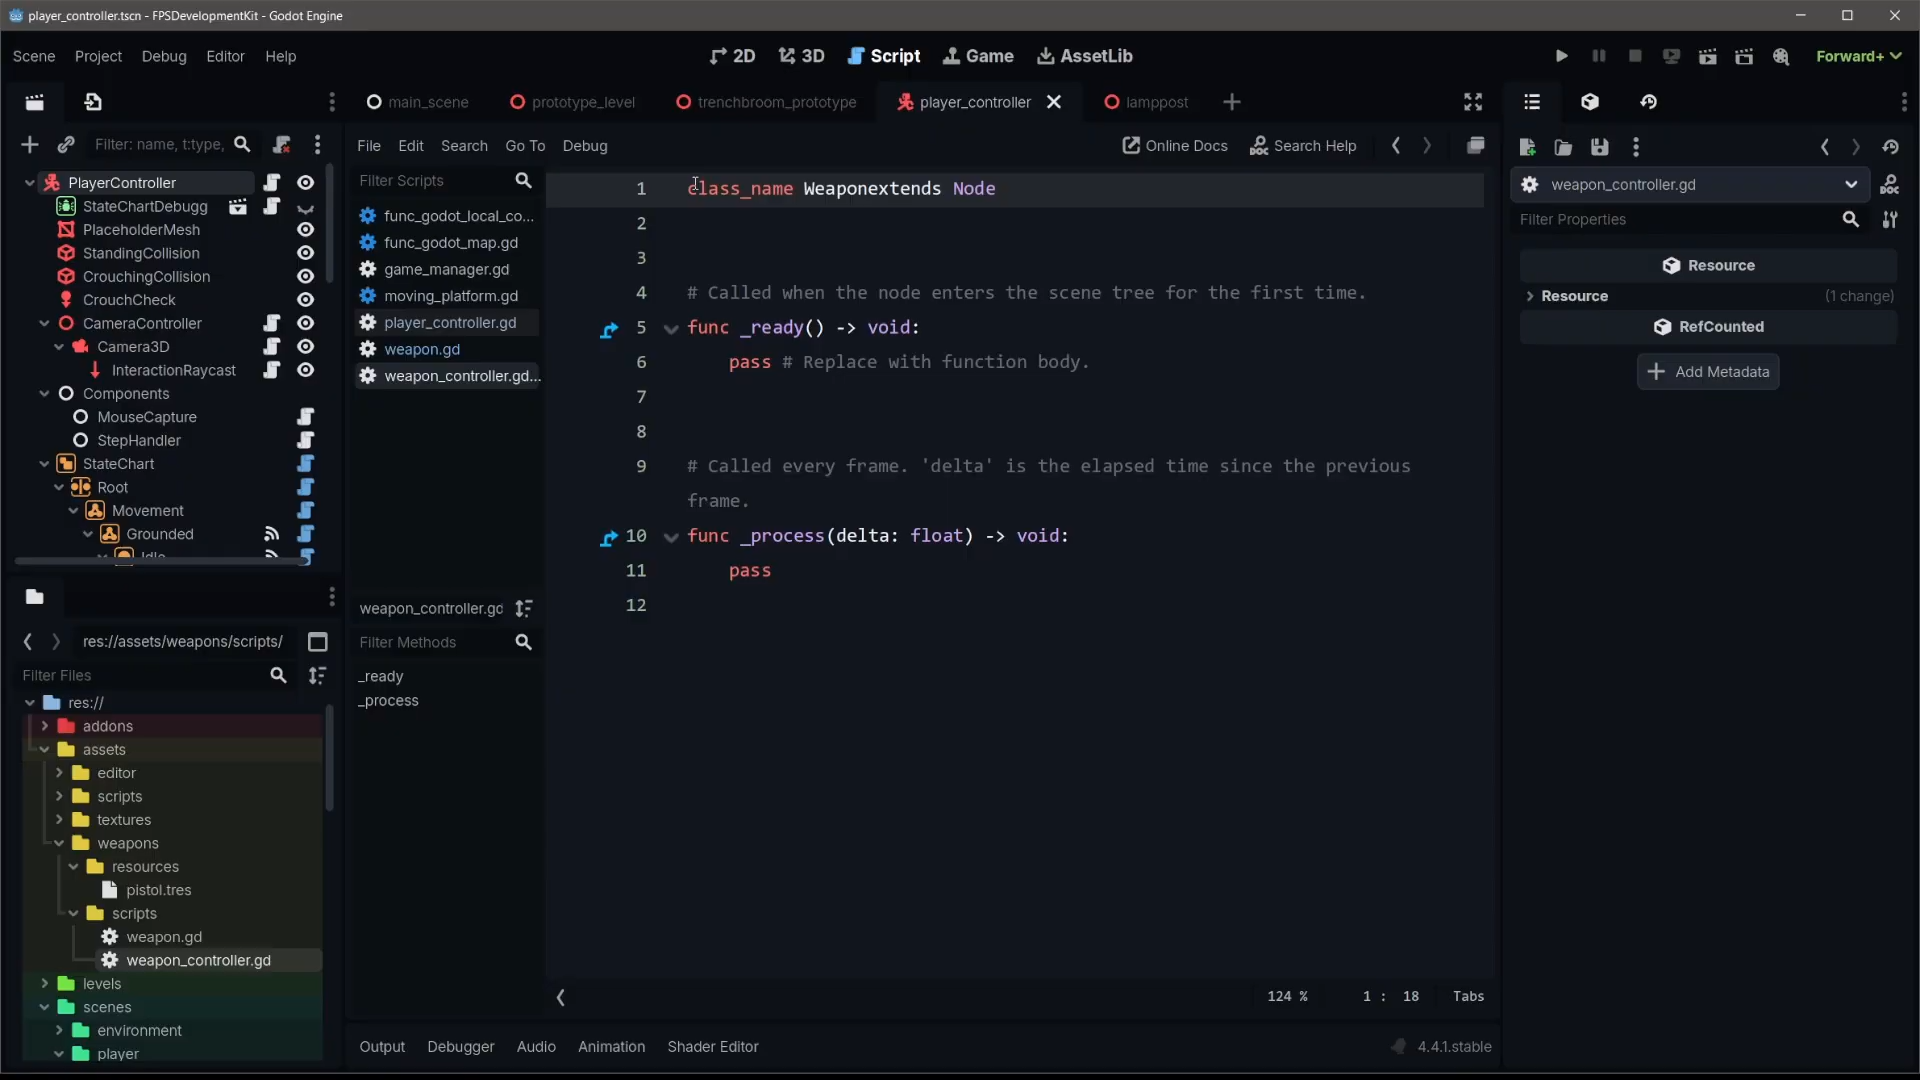 player_controller.tscn - FPSDevelopmentKit - Godot Engine
Scene Project Debug Editor Help
2D 3D Script Game AssetLib
Forward+
main_scene prototype_level trenchbroom_prototype player_controller lamppost
Filter: name, t:type,
File Edit Search Go To Debug
Online Docs Search Help
PlayerController
StateChartDebugg
PlaceholderMesh
StandingCollision
CrouchingCollision
CrouchCheck
CameraController
Camera3D
InteractionRaycast
Components
MouseCapture
StepHandler
StateChart
Root
Movement
Grounded
Idle
res://assets/weapons/scripts/
Filter Files
res://
addons
assets
editor
scripts
textures
weapons
resources
pistol.tres
scripts
weapon.gd
weapon_controller.gd
levels
scenes
environment
player
Filter Scripts
func_godot_local_co...
func_godot_map.gd
game_manager.gd
moving_platform.gd
player_controller.gd
weapon.gd
weapon_controller.gd...
weapon_controller.gd
Filter Methods
_ready
_process
1 class_name Weaponextends Node
2
3
4 # Called when the node enters the scene tree for the first time.
5 func _ready() -> void:
6 pass # Replace with function body.
7
8
9 # Called every frame. 'delta' is the elapsed time since the previous
frame.
10 func _process(delta: float) -> void:
11 pass
12
124 % 1 : 18 Tabs
Output Debugger Audio Animation Shader Editor
4.4.1.stable
weapon_controller.gd
Filter Properties
Resource
Resource (1 change)
RefCounted
Add Metadata